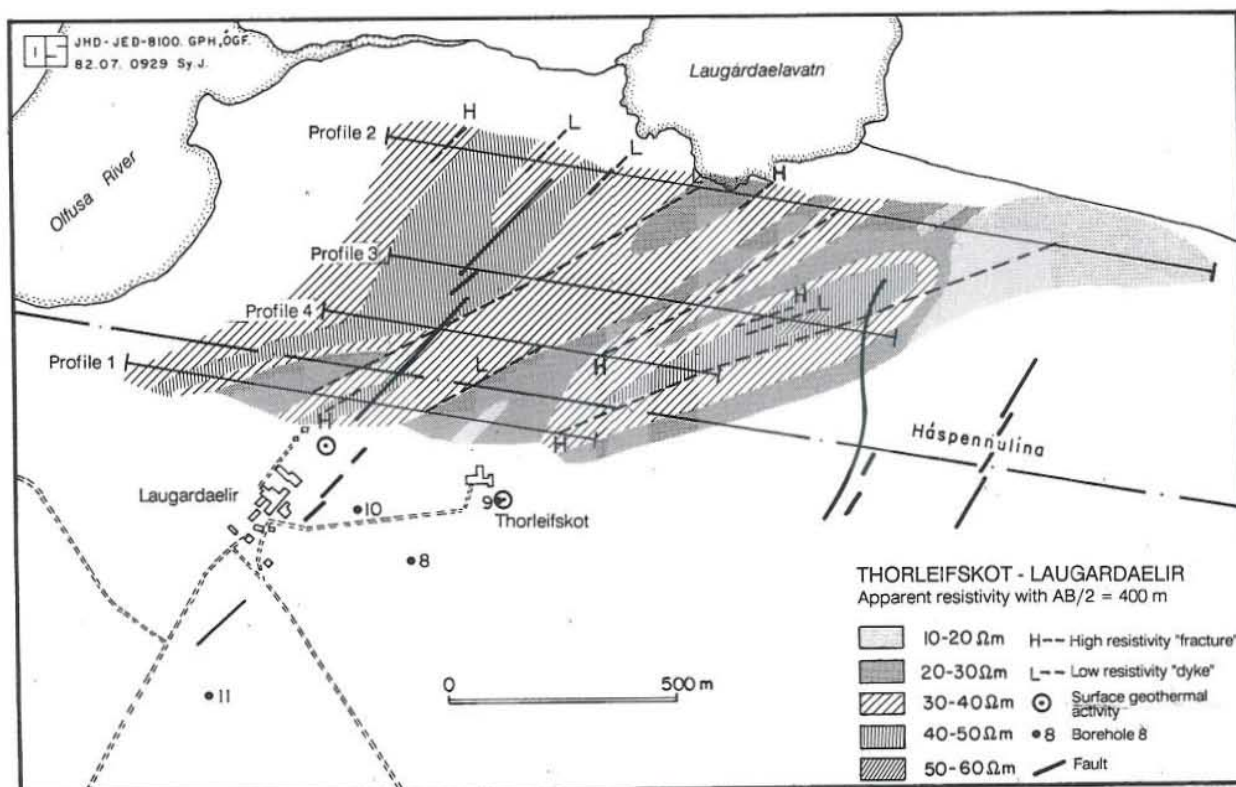 JHD-JED-8100. GPH, ÓGF.
82.07. 0929 Sy J.
Laugardaelavatn
Olfusa River
H
L
L
H
Profile 2
Profile 3
Profile 4
Profile 1
H
L
L
H
H
H
Háspennulína
Laugardaelir
10
9
Thorleifskot
8
11
0 500 m
THORLEIFSKOT - LAUGARDAELIR
Apparent resistivity with AB/2 = 400 m
10-20 Ωm H-- High resistivity "fracture"
20-30 Ωm L-- Low resistivity "dyke"
30-40 Ωm Surface geothermal activity
40-50 Ωm 8 Borehole 8
50-60 Ωm Fault